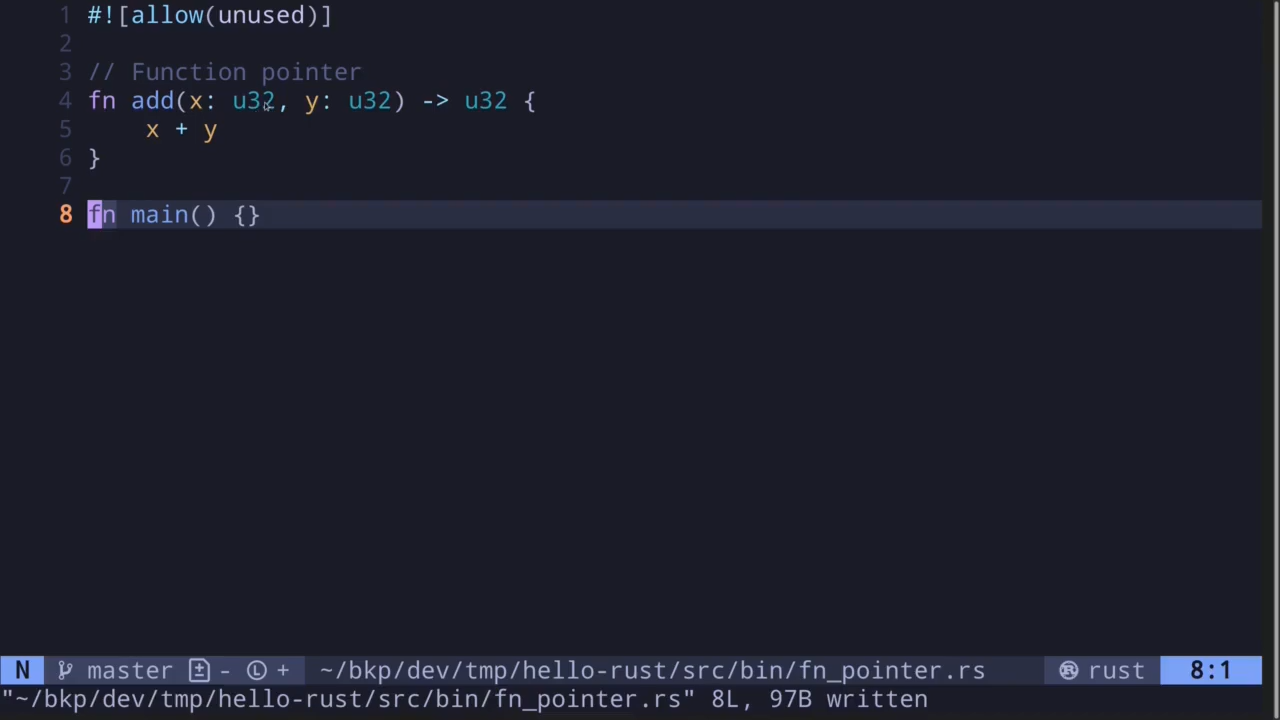 1 #![allow(unused)]
2
3 // Function pointer
4 fn add(x: u32, y: u32) -> u32 {
5     x + y
6 }
7
8 fn main() {}
N master - + ~/bkp/dev/tmp/hello-rust/src/bin/fn_pointer.rs rust 8:1
"~/bkp/dev/tmp/hello-rust/src/bin/fn_pointer.rs" 8L, 97B written